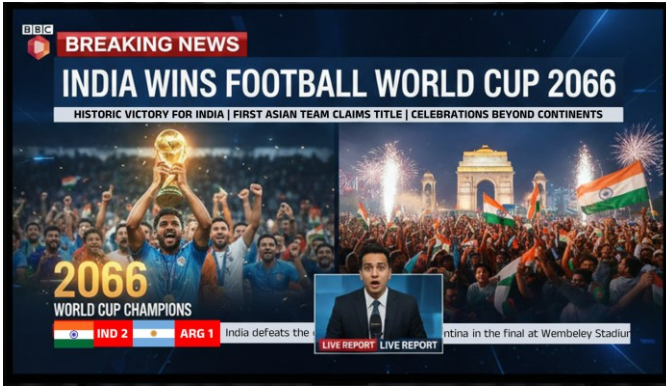 BBC
BREAKING NEWS
INDIA WINS FOOTBALL WORLD CUP 2066
HISTORIC VICTORY FOR INDIA | FIRST ASIAN TEAM CLAIMS TITLE | CELEBRATIONS BEYOND CONTINENTS
2066
WORLD CUP CHAMPIONS
IND 2 ARG 1 India defeats the ntina in the final at Wembeley Stadiur
LIVE REPORT LIVE REPORT